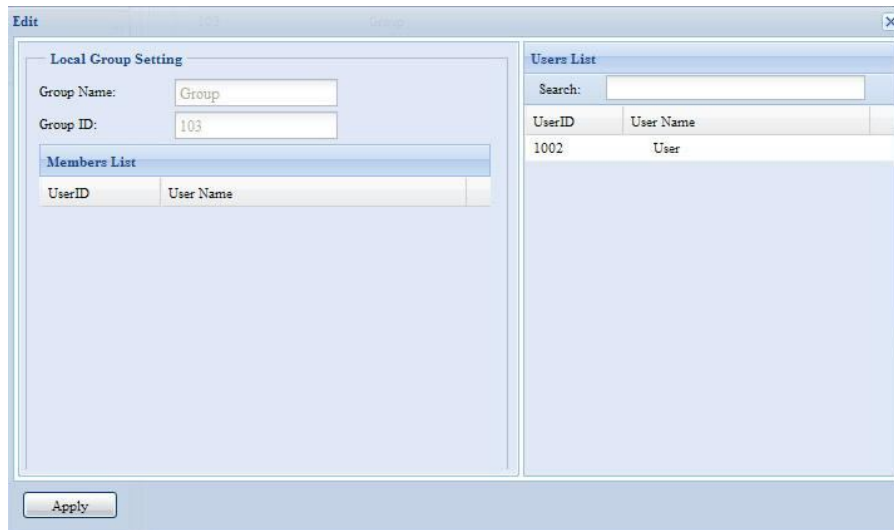 Edit
Local Group Setting
Group Name: Group
Group ID: 103
Members List
UserID User Name
Users List
Search:
UserID User Name
1002 User
Apply